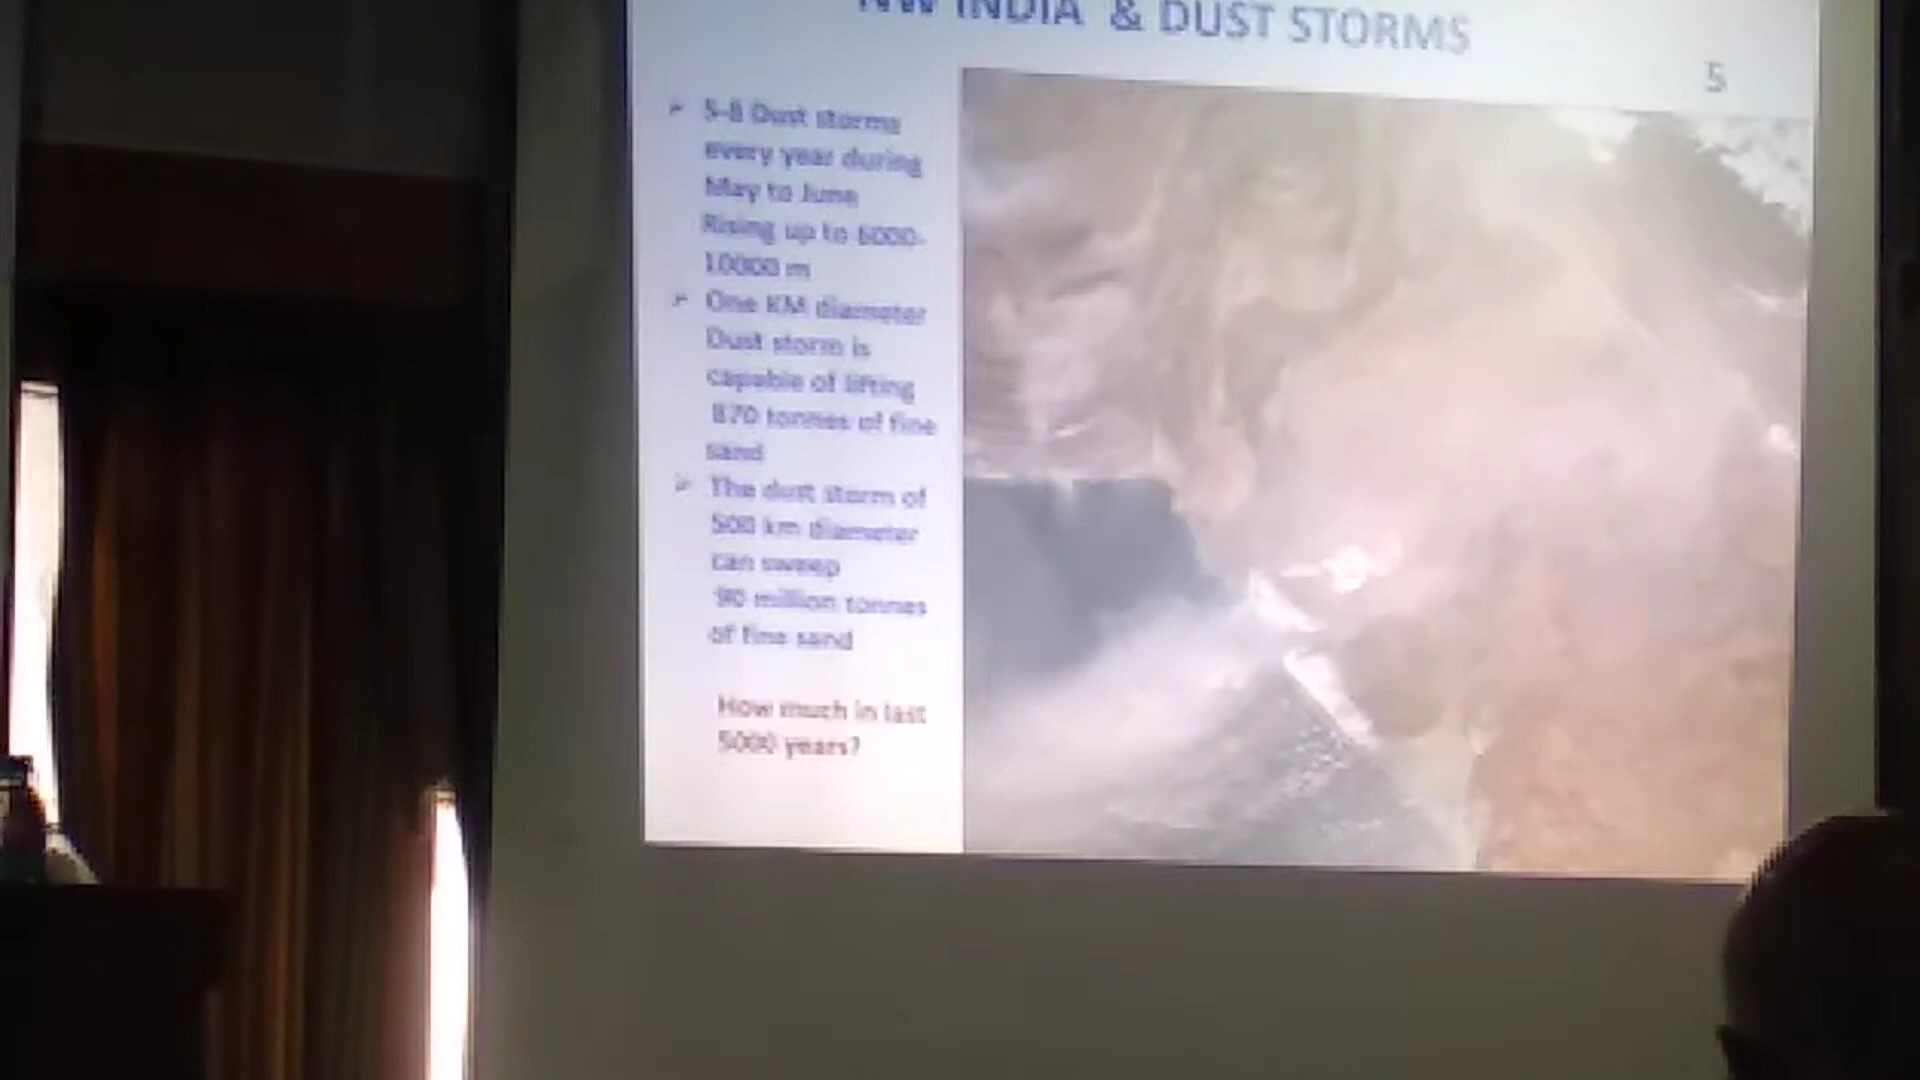 NW INDIA & DUST STORMS
5
5-8 Dust storms
every year during
May to June
Rising up to 6000-
10000 m
One KM diameter
Dust storm is
capable of lifting
870 tonnes of fine
sand
The dust storm of
500 km diameter
can sweep
90 million tonnes
of fine sand
How much in last
5000 years?